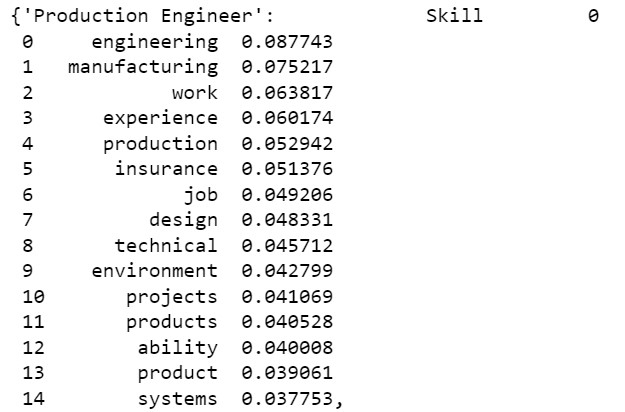 {'Production Engineer':             Skill         0
0     engineering  0.087743
1   manufacturing  0.075217
2            work  0.063817
3      experience  0.060174
4      production  0.052942
5       insurance  0.051376
6             job  0.049206
7          design  0.048331
8       technical  0.045712
9     environment  0.042799
10       projects  0.041069
11       products  0.040528
12        ability  0.040008
13        product  0.039061
14        systems  0.037753,